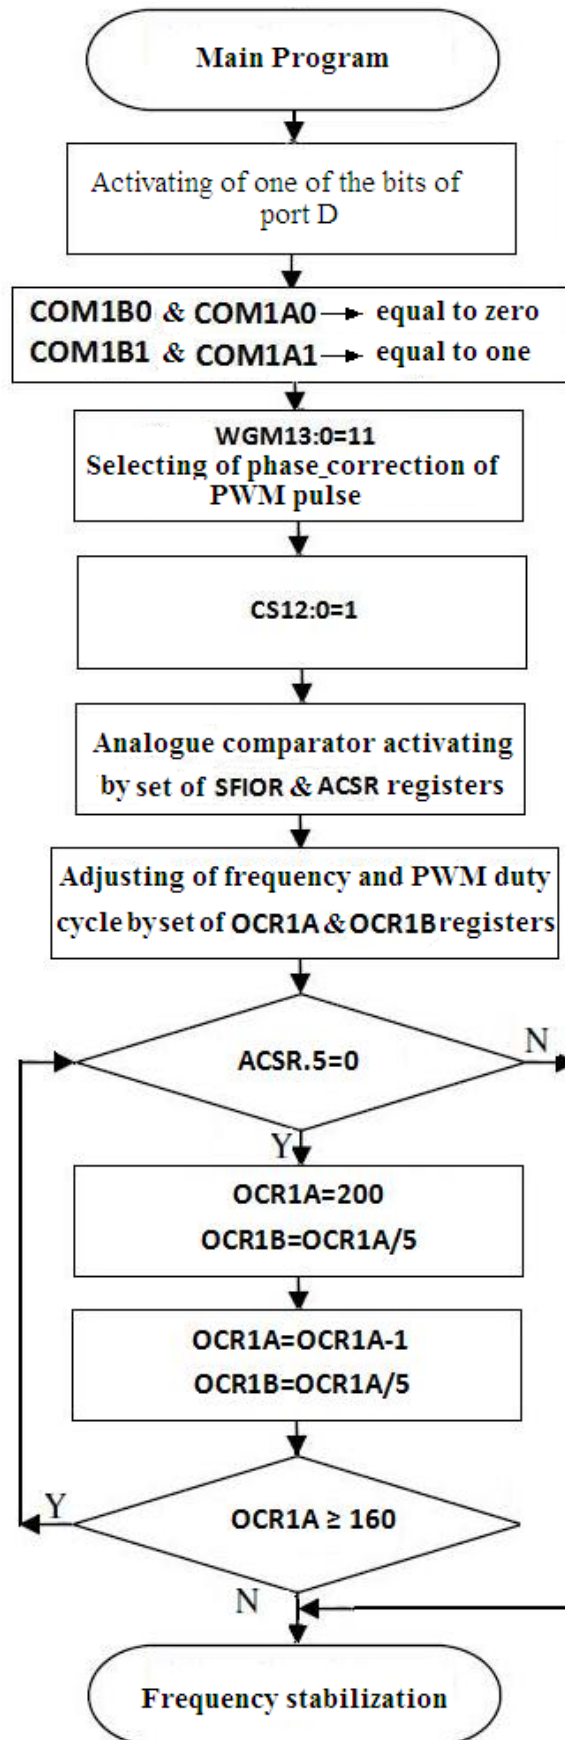 Main Program
Activating of one of the bits of
port D
COM1B0 & COM1A0 → equal to zero
COM1B1 & COM1A1 → equal to one
WGM13:0=11
Selecting of phase_correction of
PWM pulse
CS12:0=1
Analogue comparator activating
by set of SFIOR & ACSR registers
Adjusting of frequency and PWM duty
cycle by set of OCR1A & OCR1B registers
ACSR.5=0
N
Y
OCR1A=200
OCR1B=OCR1A/5
OCR1A=OCR1A-1
OCR1B=OCR1A/5
Y
OCR1A ≥ 160
N
Frequency stabilization